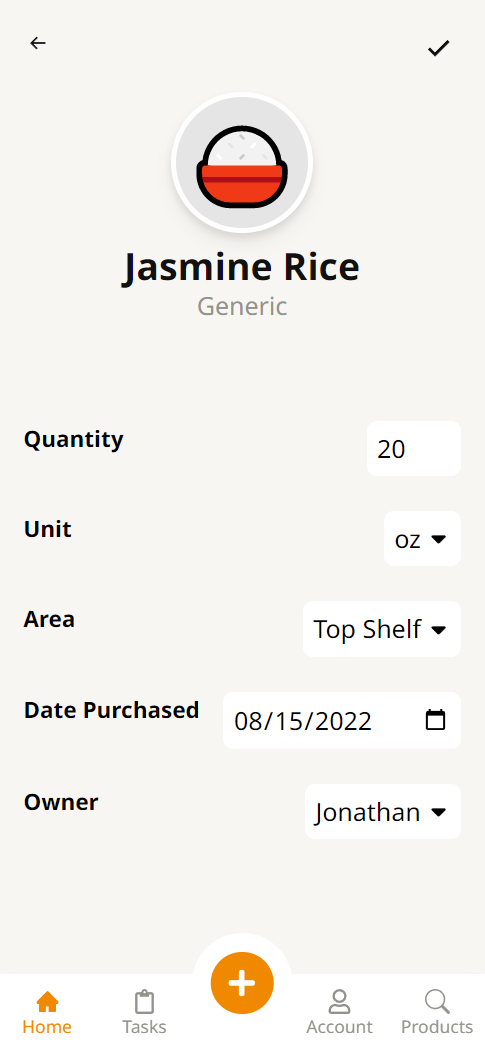 Jasmine Rice
Generic
Quantity 20
Unit oz
Area Top Shelf
Date Purchased 08/15/2022
Owner Jonathan
Home Tasks Account Products